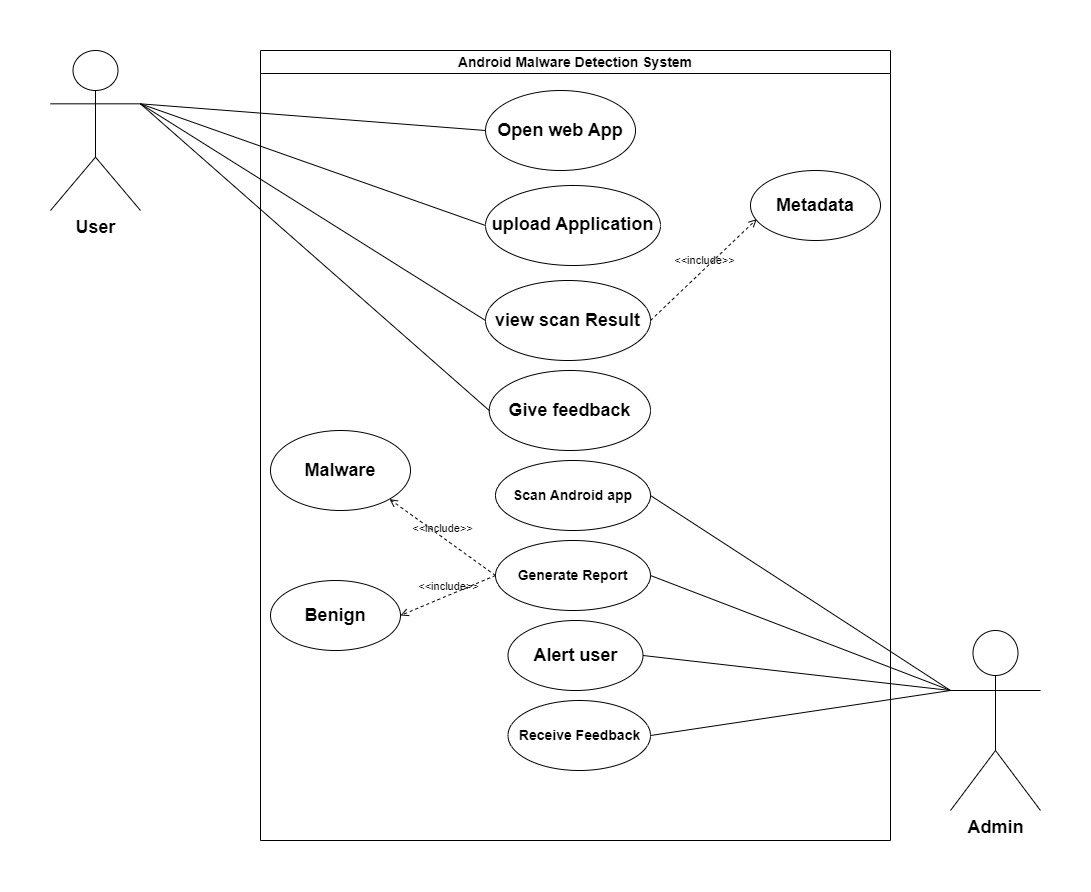 Android Malware Detection System
Open web App
User
upload Application
Metadata
<<include>>
view scan Result
Give feedback
Malware
Scan Android app
<<include>>
Generate Report
<<include>>
Benign
Alert user
Receive Feedback
Admin